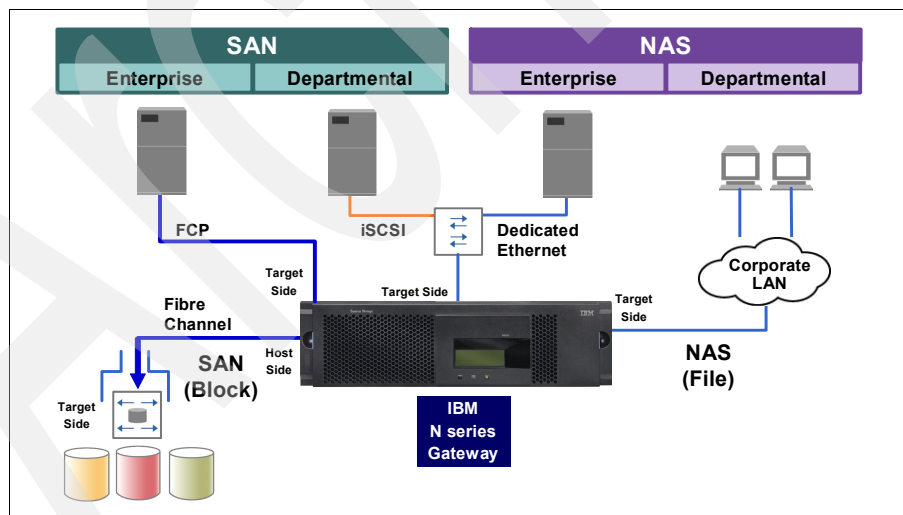 SAN
NAS
Enterprise
Departmental
Enterprise
Departmental
FCP
iSCSI
Dedicated
Ethernet
Corporate
LAN
Target
Side
Target Side
Target
Side
Fibre
Channel
Host
Side
SAN
(Block)
NAS
(File)
Target
Side
IBM
IBM
N series
Gateway